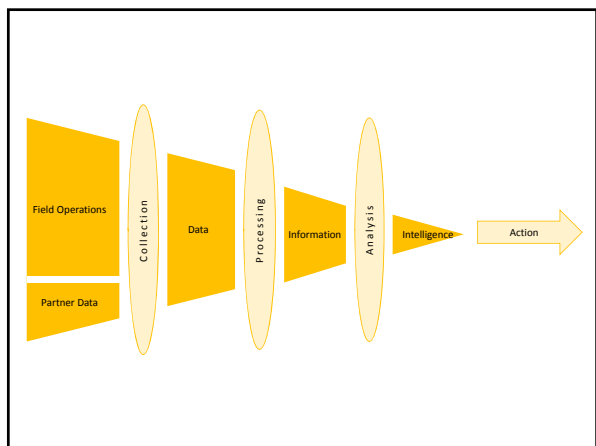 Field Operations
Partner Data
Collection
Data
Processing
Information
Analysis
Intelligence
Action